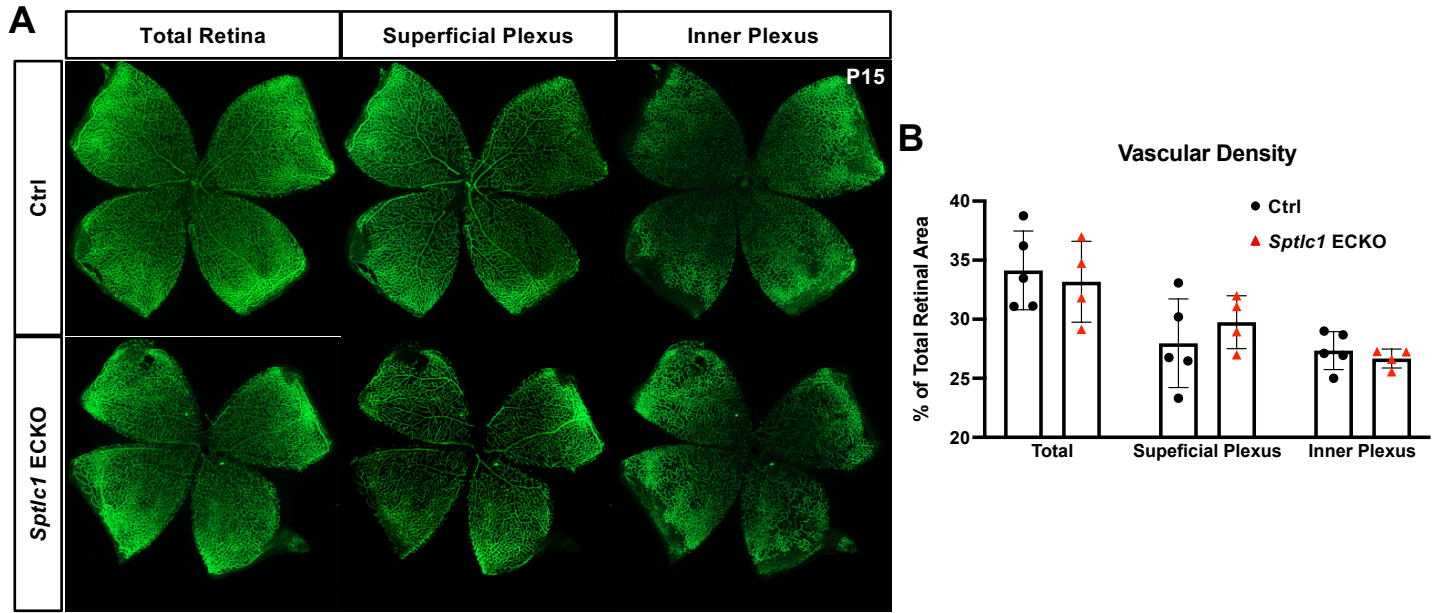 A
Total Retina
Superficial Plexus
Inner Plexus
Ctrl
P15
Sptlc1 ECKO
B
Vascular Density
% of Total Retinal Area
40
35
30
25
20
Ctrl
Sptlc1 ECKO
Total
Supeficial Plexus
Inner Plexus